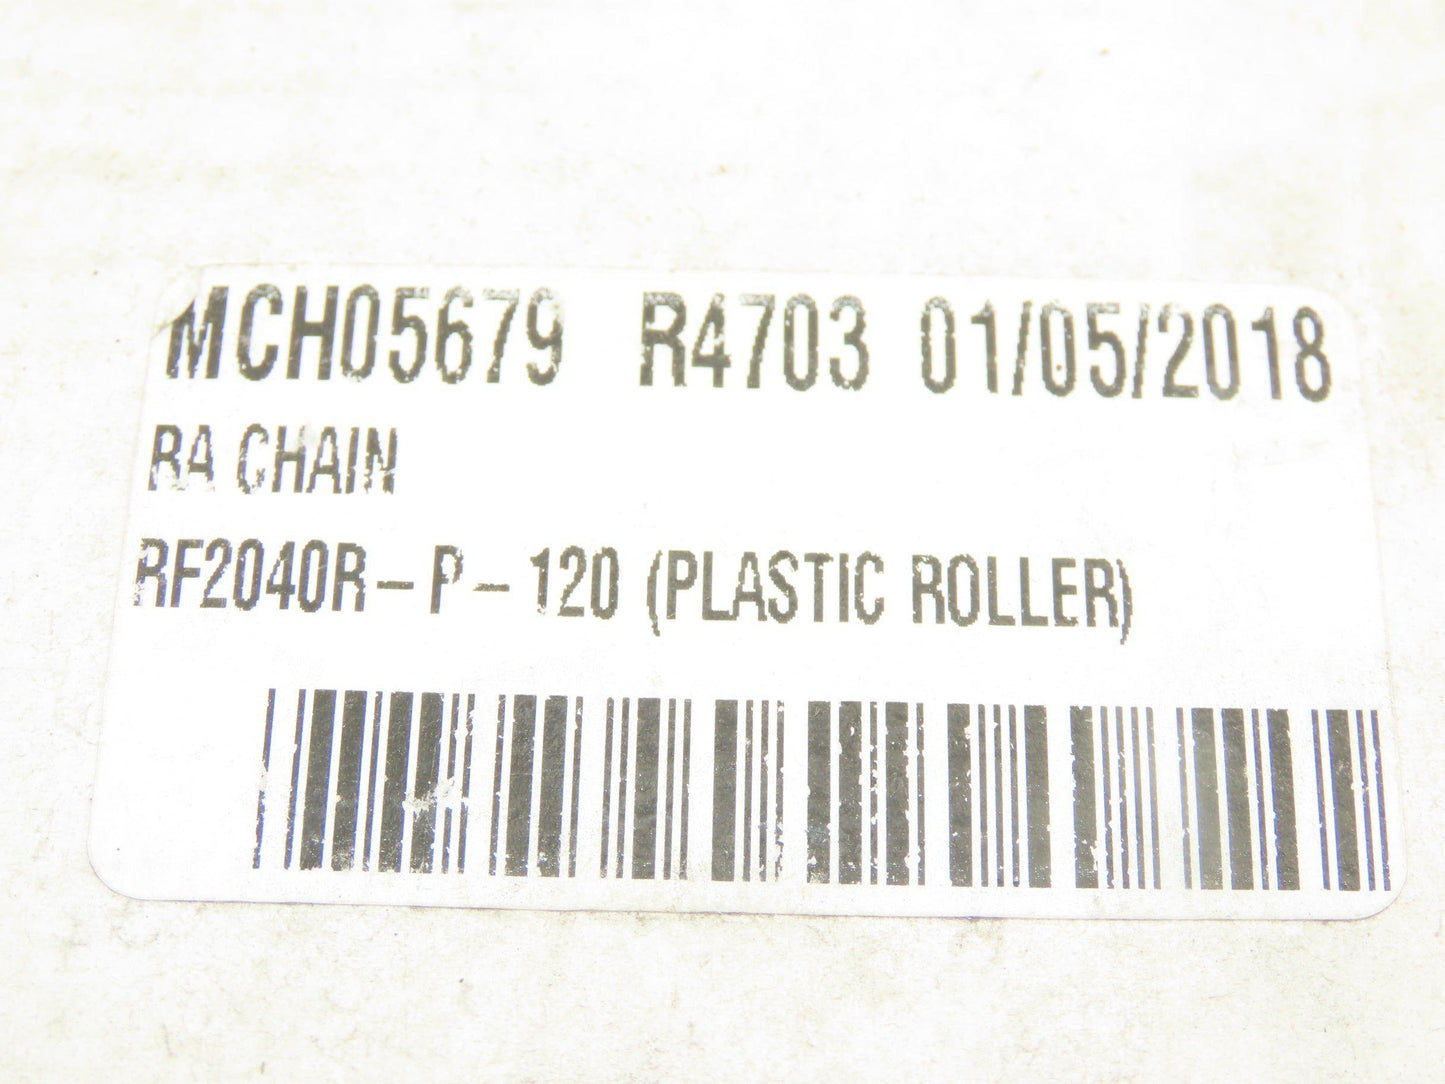 MCH05679 R4703 01/05/2018
RA CHAIN
RF2040R-P-120 (PLASTIC ROLLER)